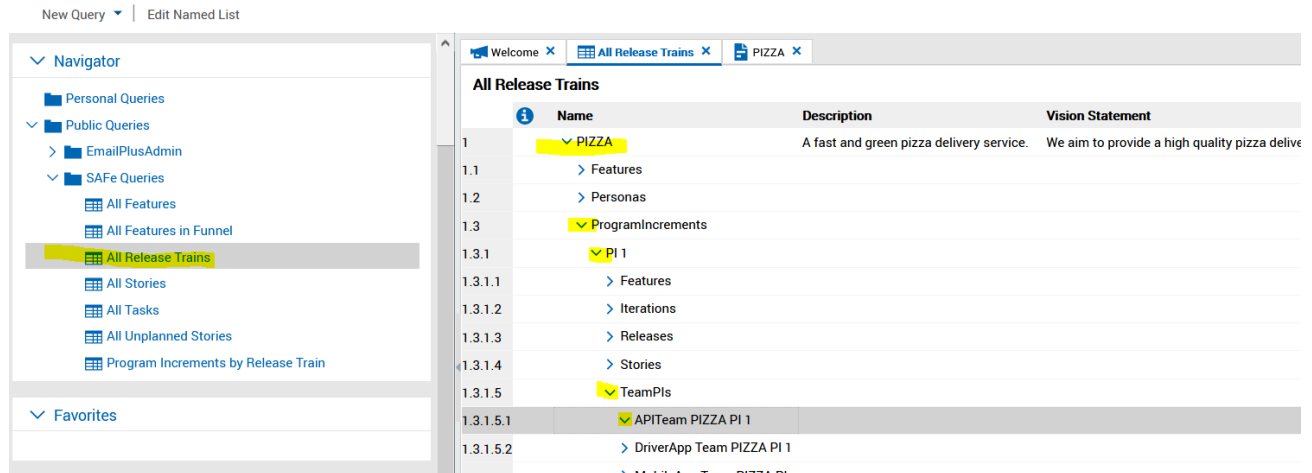 New Query Edit Named List
Navigator
Personal Queries
Public Queries
EmailPlusAdmin
SAFe Queries
All Features
All Features in Funnel
All Release Trains
All Stories
All Tasks
All Unplanned Stories
Program Increments by Release Train
Favorites
Welcome All Release Trains PIZZA
All Release Trains
Name Description Vision Statement
1 PIZZA A fast and green pizza delivery service. We aim to provide a high quality pizza delive
1.1 Features
1.2 Personas
1.3 ProgramIncrements
1.3.1 PI 1
1.3.1.1 Features
1.3.1.2 Iterations
1.3.1.3 Releases
1.3.1.4 Stories
1.3.1.5 TeamPIs
1.3.1.5.1 APITeam PIZZA PI 1
1.3.1.5.2 DriverApp Team PIZZA PI 1